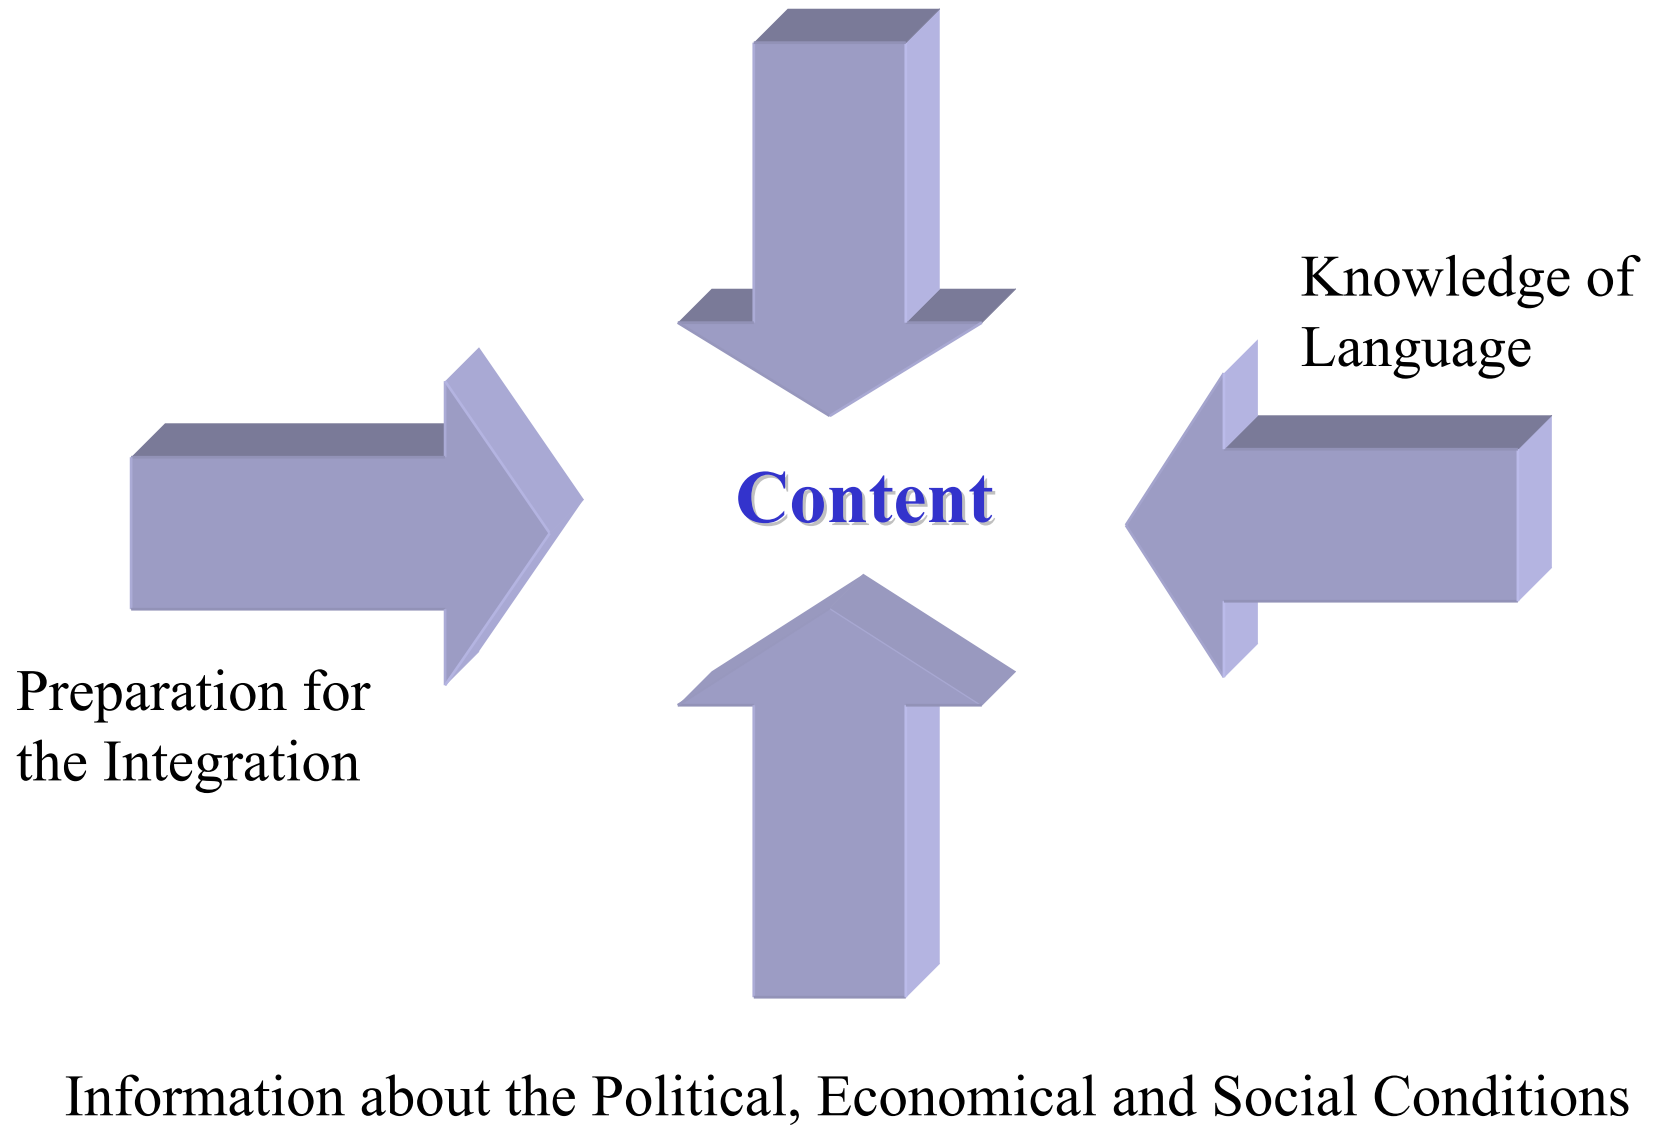 Knowledge of
Language
Content
Preparation for
the Integration
Information about the Political, Economical and Social Conditions